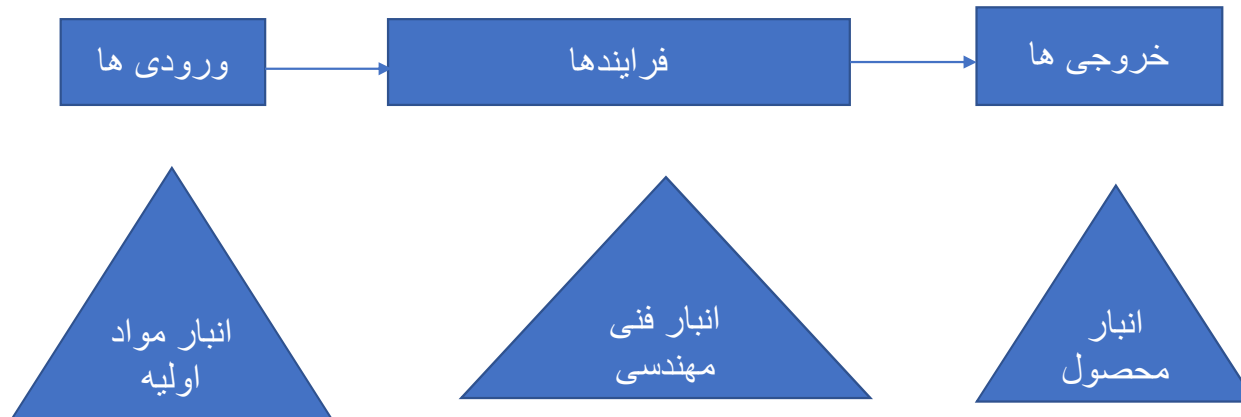 ورودی ها
فرایندها
خروجی ها
انبار مواد
اولیه
انبار فنی
مهندسی
انبار
محصول